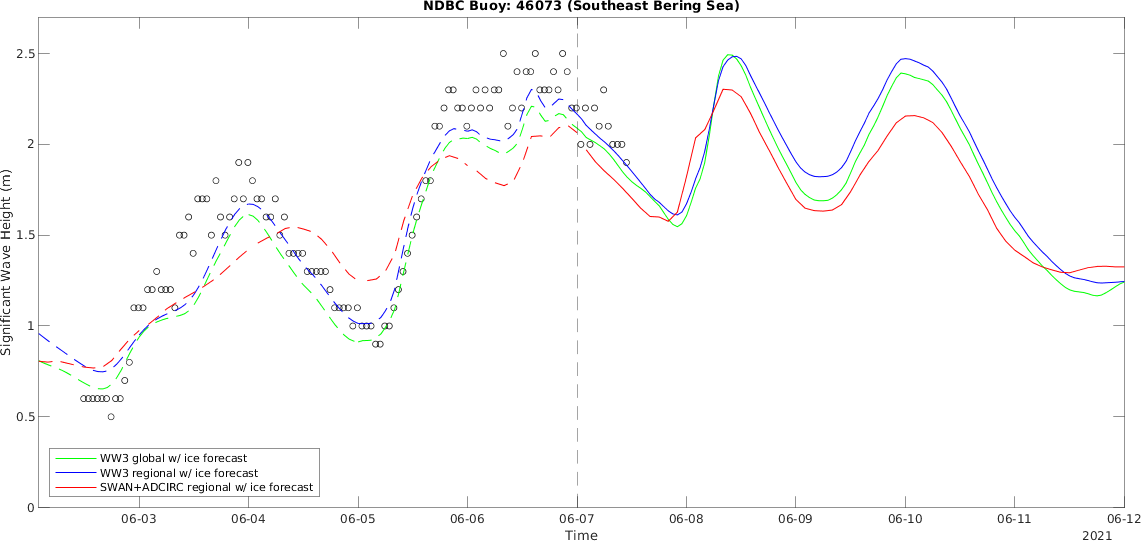 NDBC Buoy: 46073 (Southeast Bering Sea)
Significant Wave Height (m)
2.5
2
1.5
1
0.5
0
WW3 global w/ ice forecast
WW3 regional w/ ice forecast
SWAN+ADCIRC regional w/ ice forecast
06-03 06-04 06-05 06-06 06-07 06-08 06-09 06-10 06-11 06-12
Time
2021